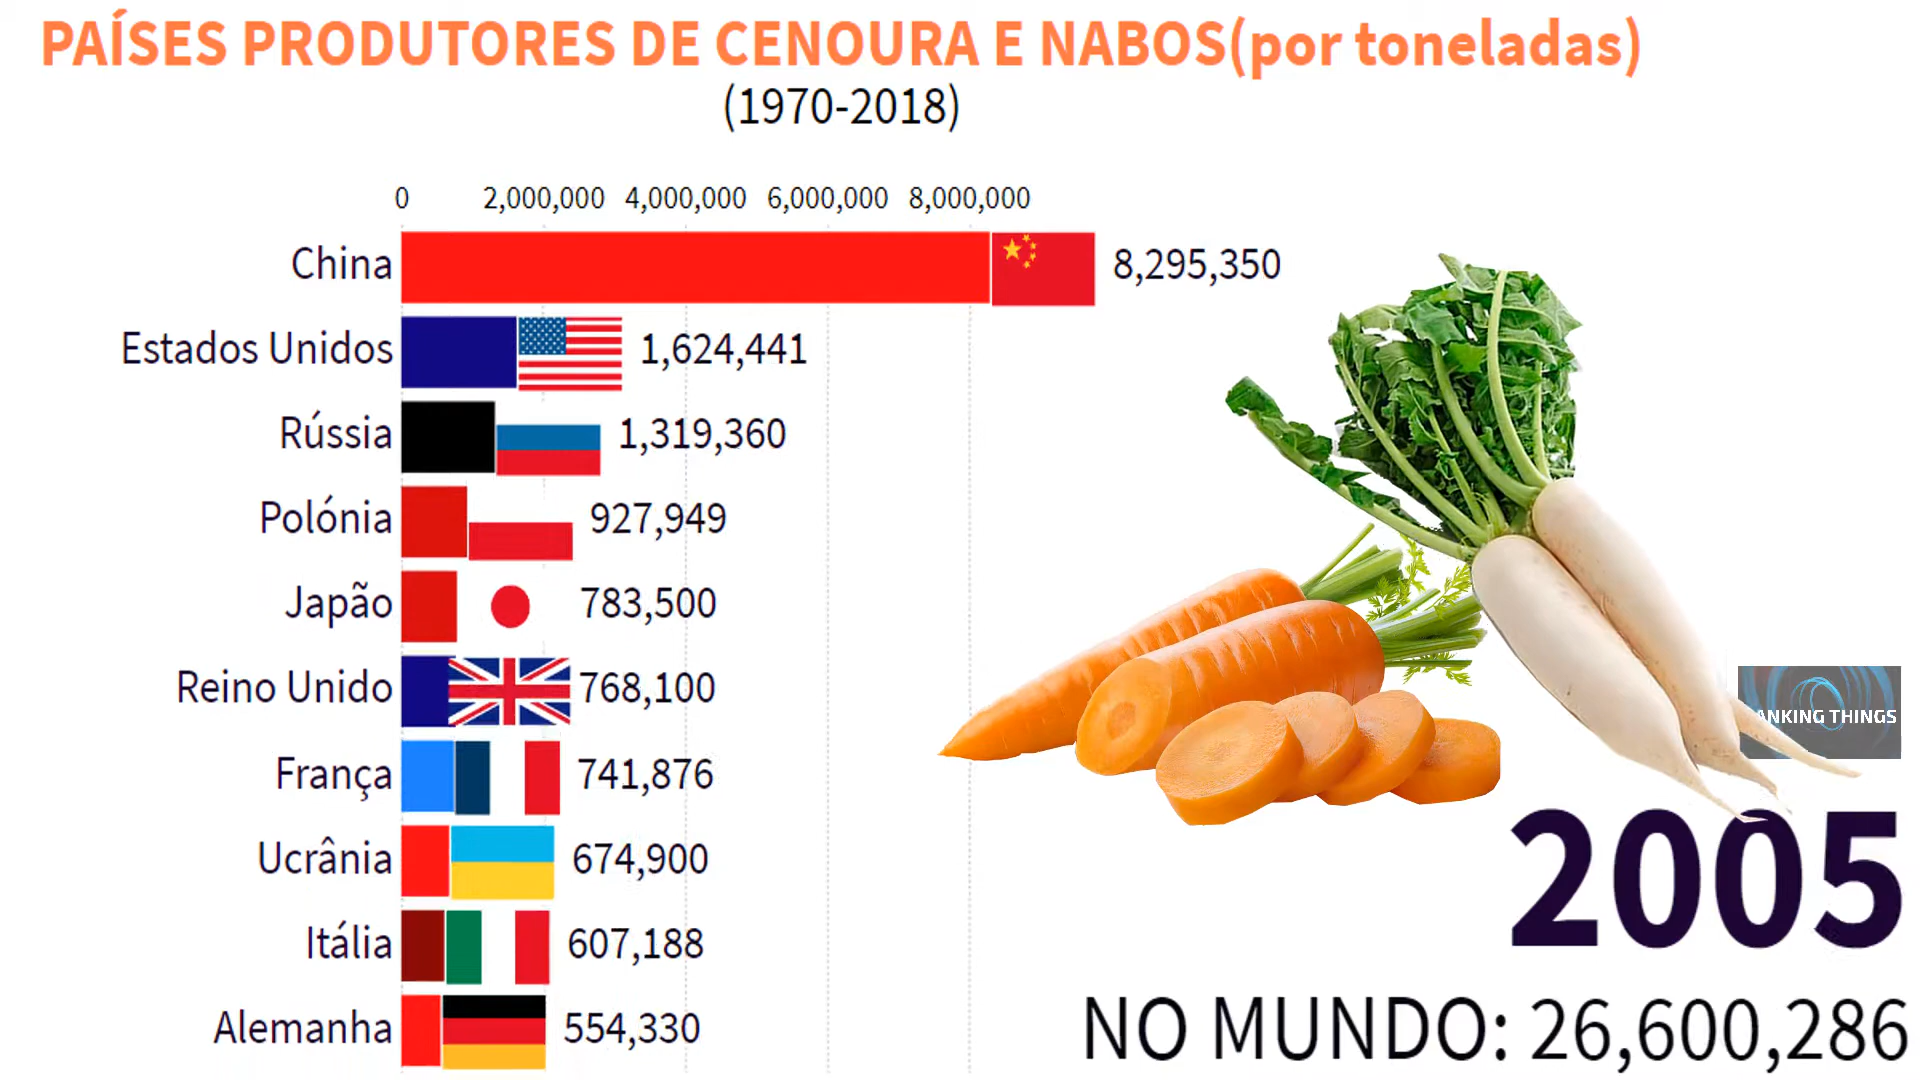 PAÍSES PRODUTORES DE CENOURA E NABOS(por toneladas)
(1970-2018)
0 2,000,000 4,000,000 6,000,000 8,000,000
China 8,295,350
Estados Unidos 1,624,441
Rússia 1,319,360
Polónia 927,949
Japão 783,500
Reino Unido 768,100
França 741,876
Ucrânia 674,900
Itália 607,188
Alemanha 554,330
ANKING THINGS
2005
NO MUNDO: 26,600,286